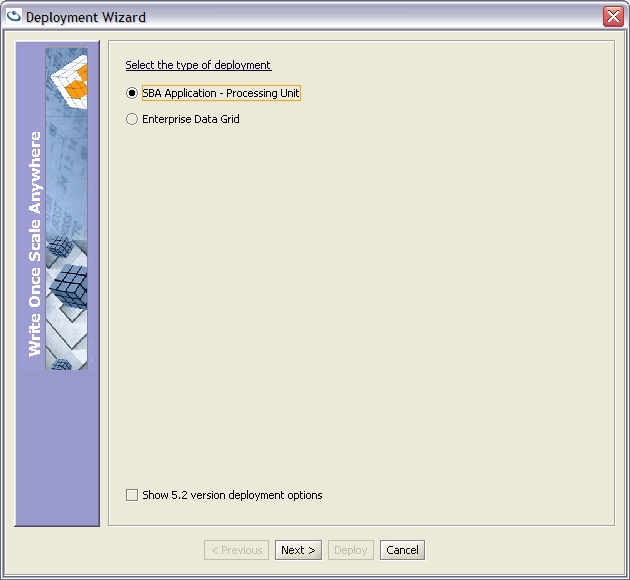 Deployment Wizard
Write Once Scale Anywhere
Select the type of deployment
SBA Application - Processing Unit
Enterprise Data Grid
Show 5.2 version deployment options
< Previous
Next >
Deploy
Cancel